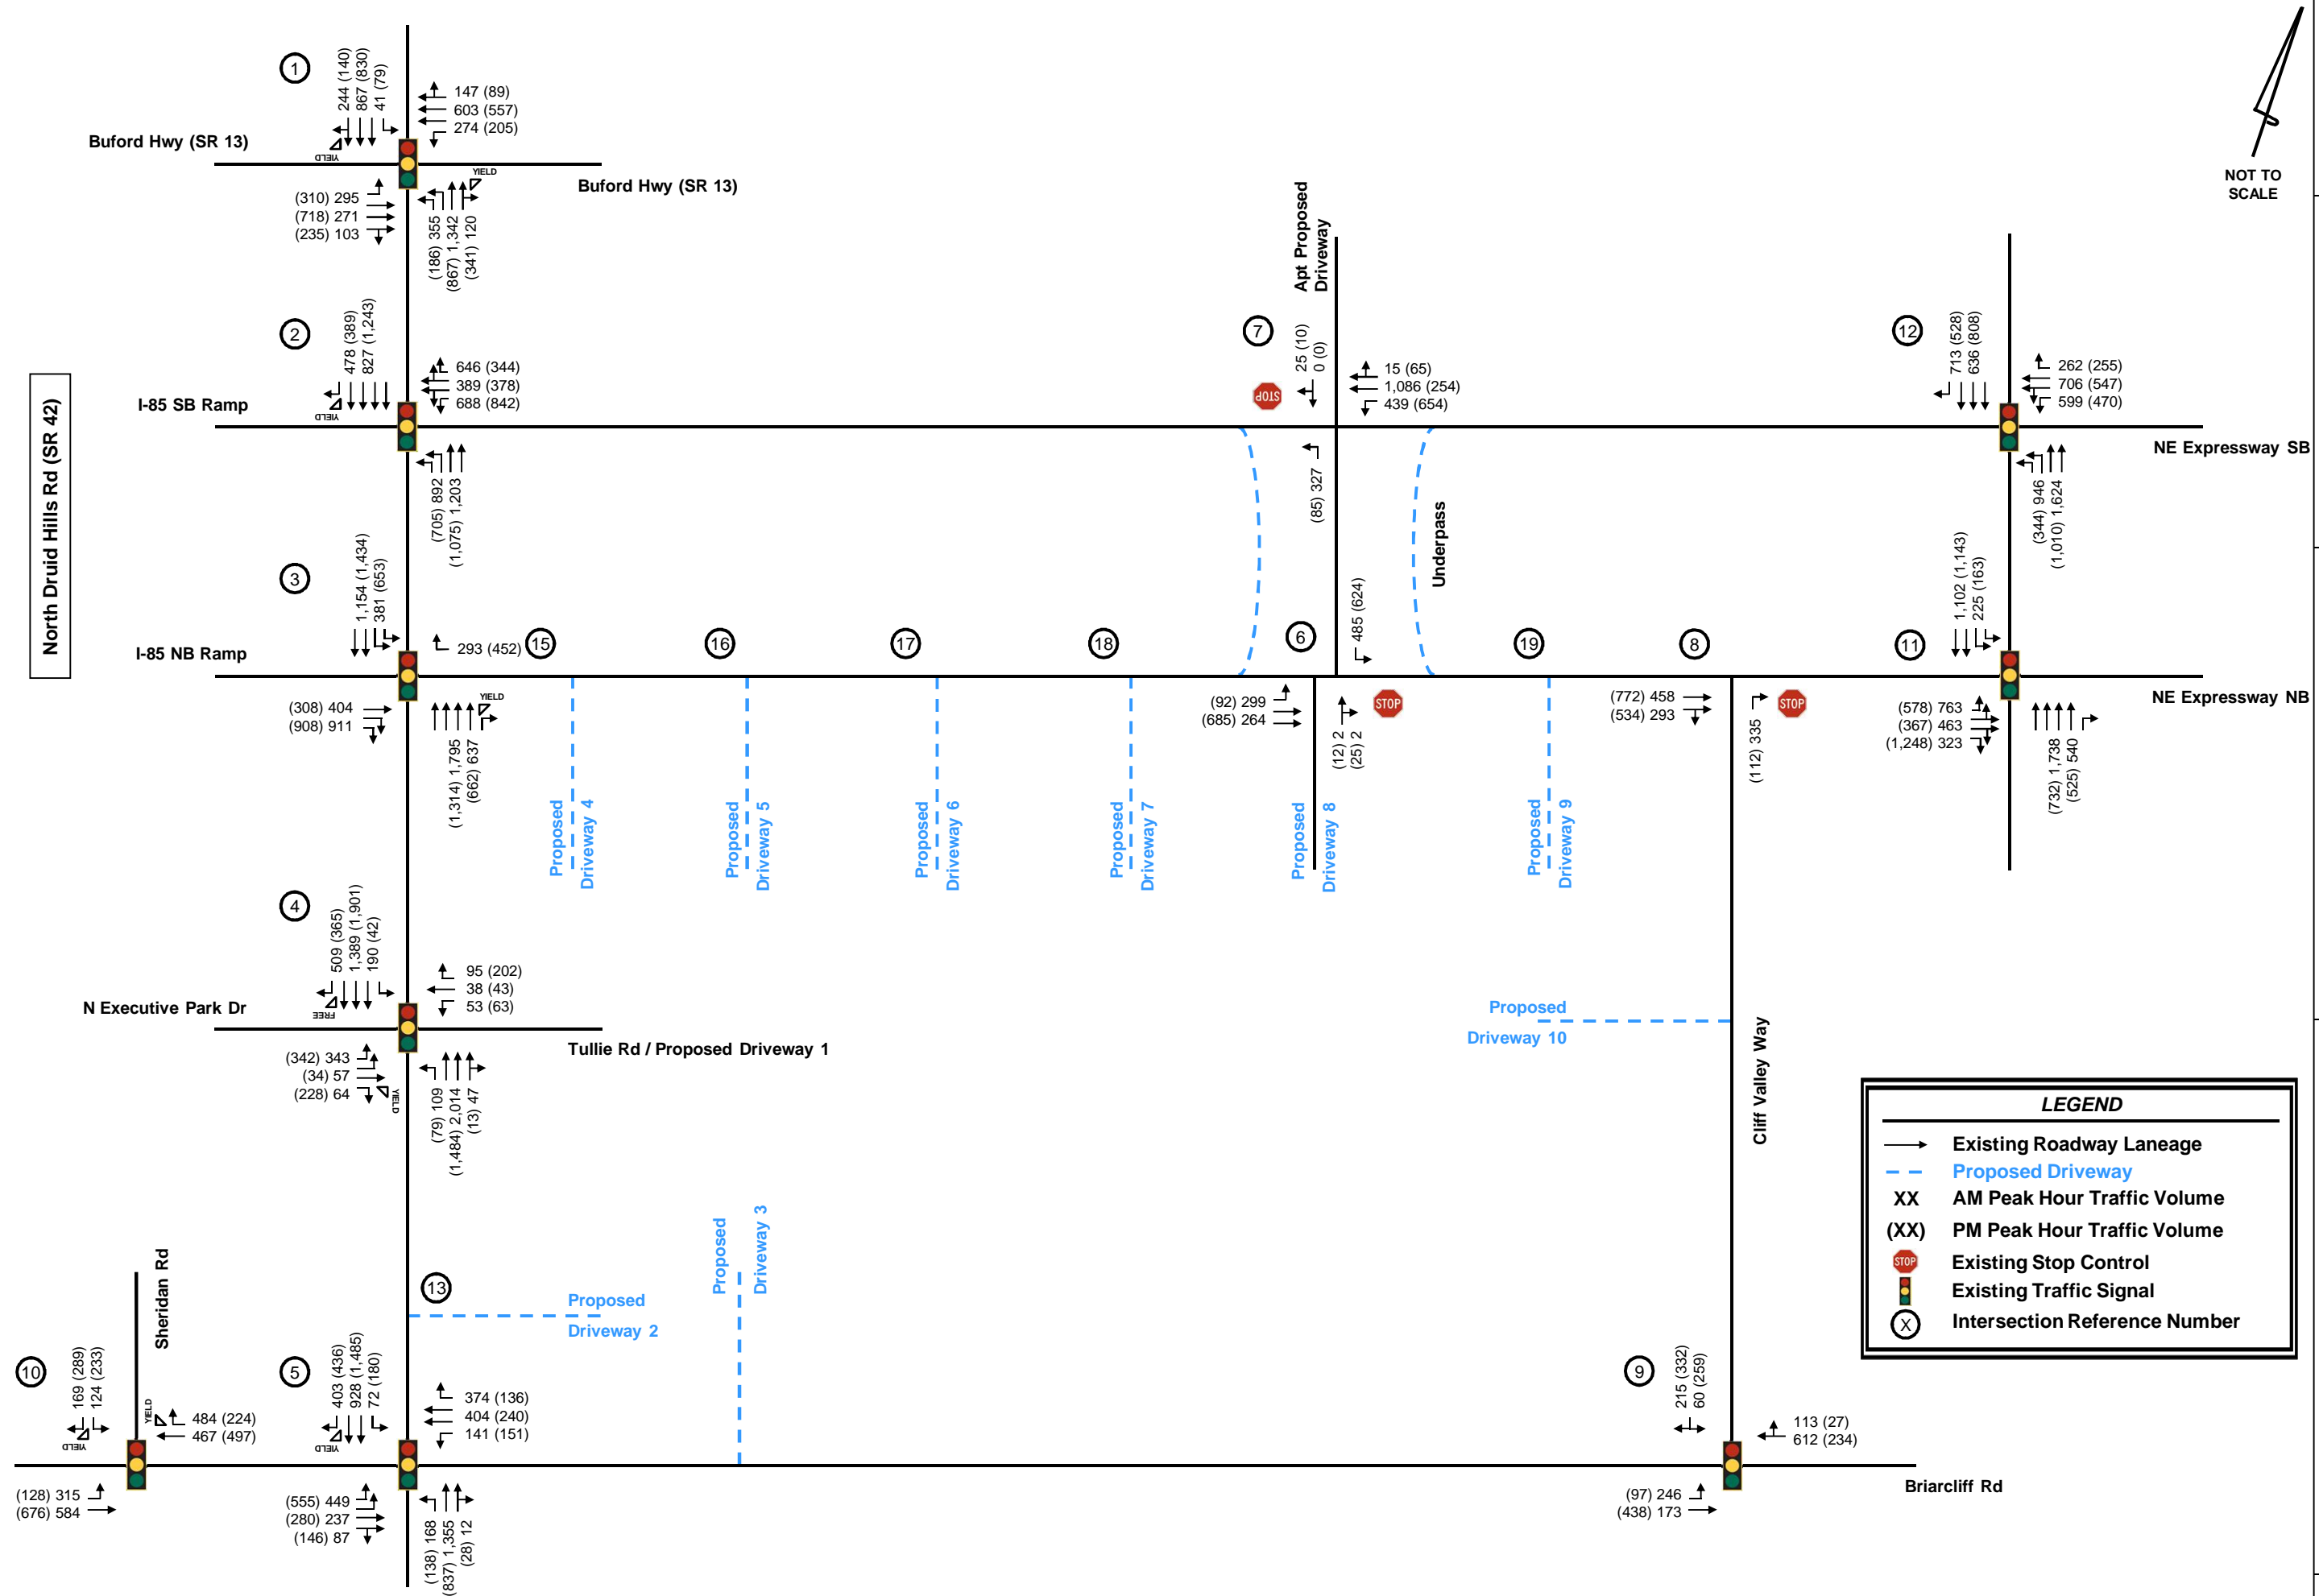 1
244 (140)
867 (830)
41 (79)
147 (89)
603 (557)
274 (205)
Buford Hwy (SR 13)
YIELD
YIELD
Buford Hwy (SR 13)
(310) 295
(718) 271
(235) 103
(186) 355
(867) 1,342
(341) 120
NOT TO
SCALE
2
478 (389)
827 (1,243)
646 (344)
389 (378)
688 (842)
I-85 SB Ramp
YIELD
(705) 892
(1,075) 1,203
North Druid Hills Rd (SR 42)
Apt Proposed
Driveway
7
25 (10)
0 (0)
STOP
15 (65)
1,086 (254)
439 (654)
(85) 327
Underpass
12
713 (528)
636 (808)
262 (255)
706 (547)
599 (470)
NE Expressway SB
(344) 946
(1,010) 1,624
3
1,154 (1,434)
381 (653)
293 (452)
I-85 NB Ramp
YIELD
(308) 404
(908) 911
(1,314) 1,795
(662) 637
15
16
17
18
6
485 (624)
19
8
11
1,102 (1,143)
225 (163)
NE Expressway NB
(92) 299
(685) 264
(12) 2
(25) 2
STOP
(772) 458
(534) 293
(112) 335
STOP
(578) 763
(367) 463
(1,248) 323
(732) 1,738
(525) 540
Proposed
Driveway 4
Proposed
Driveway 5
Proposed
Driveway 6
Proposed
Driveway 7
Proposed
Driveway 8
Proposed
Driveway 9
4
509 (365)
1,389 (1,901)
190 (42)
95 (202)
38 (43)
53 (63)
N Executive Park Dr
FREE
Tullie Rd / Proposed Driveway 1
(342) 343
(34) 57
(228) 64
YIELD
(79) 109
(1,484) 2,014
(13) 47
Proposed
Driveway 10
Cliff Valley Way
LEGEND
Existing Roadway Laneage
Proposed Driveway
XX AM Peak Hour Traffic Volume
(XX) PM Peak Hour Traffic Volume
STOP Existing Stop Control
Existing Traffic Signal
X Intersection Reference Number
Sheridan Rd
13
Proposed
Driveway 2
Proposed
Driveway 3
10
169 (289)
124 (233)
YIELD
YIELD
484 (224)
467 (497)
(128) 315
(676) 584
5
403 (436)
928 (1,485)
72 (180)
YIELD
374 (136)
404 (240)
141 (151)
(555) 449
(280) 237
(146) 87
(138) 168
(837) 1,355
(28) 12
9
215 (332)
60 (259)
113 (27)
612 (234)
(97) 246
(438) 173
Briarcliff Rd